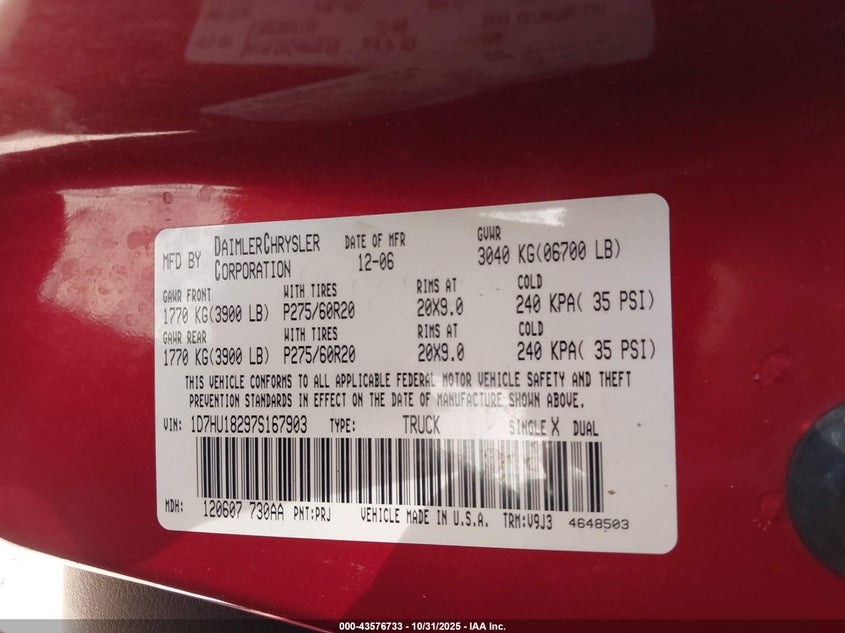 MFD BY DAIMLERCHRYSLER CORPORATION DATE OF MFR 12-06 GVWR 3040 KG(06700 LB)
GAWR FRONT WITH TIRES RIMS AT COLD
1770 KG(3900 LB) P275/60R20 20X9.0 240 KPA( 35 PSI)
GAWR REAR WITH TIRES RIMS AT COLD
1770 KG(3900 LB) P275/60R20 20X9.0 240 KPA( 35 PSI)
THIS VEHICLE CONFORMS TO ALL APPLICABLE FEDERAL MOTOR VEHICLE SAFETY AND THEFT
PREVENTION STANDARDS IN EFFECT ON THE DATE OF MANUFACTURE SHOWN ABOVE.
VIN: 1D7HU18297S167903 TYPE: TRUCK SINGLE X DUAL
MDH: 120607 730AA PNT:PRJ VEHICLE MADE IN U.S.A. TRM:V9J3 4648503
000-43576733 - 10/31/2025 - IAA Inc.